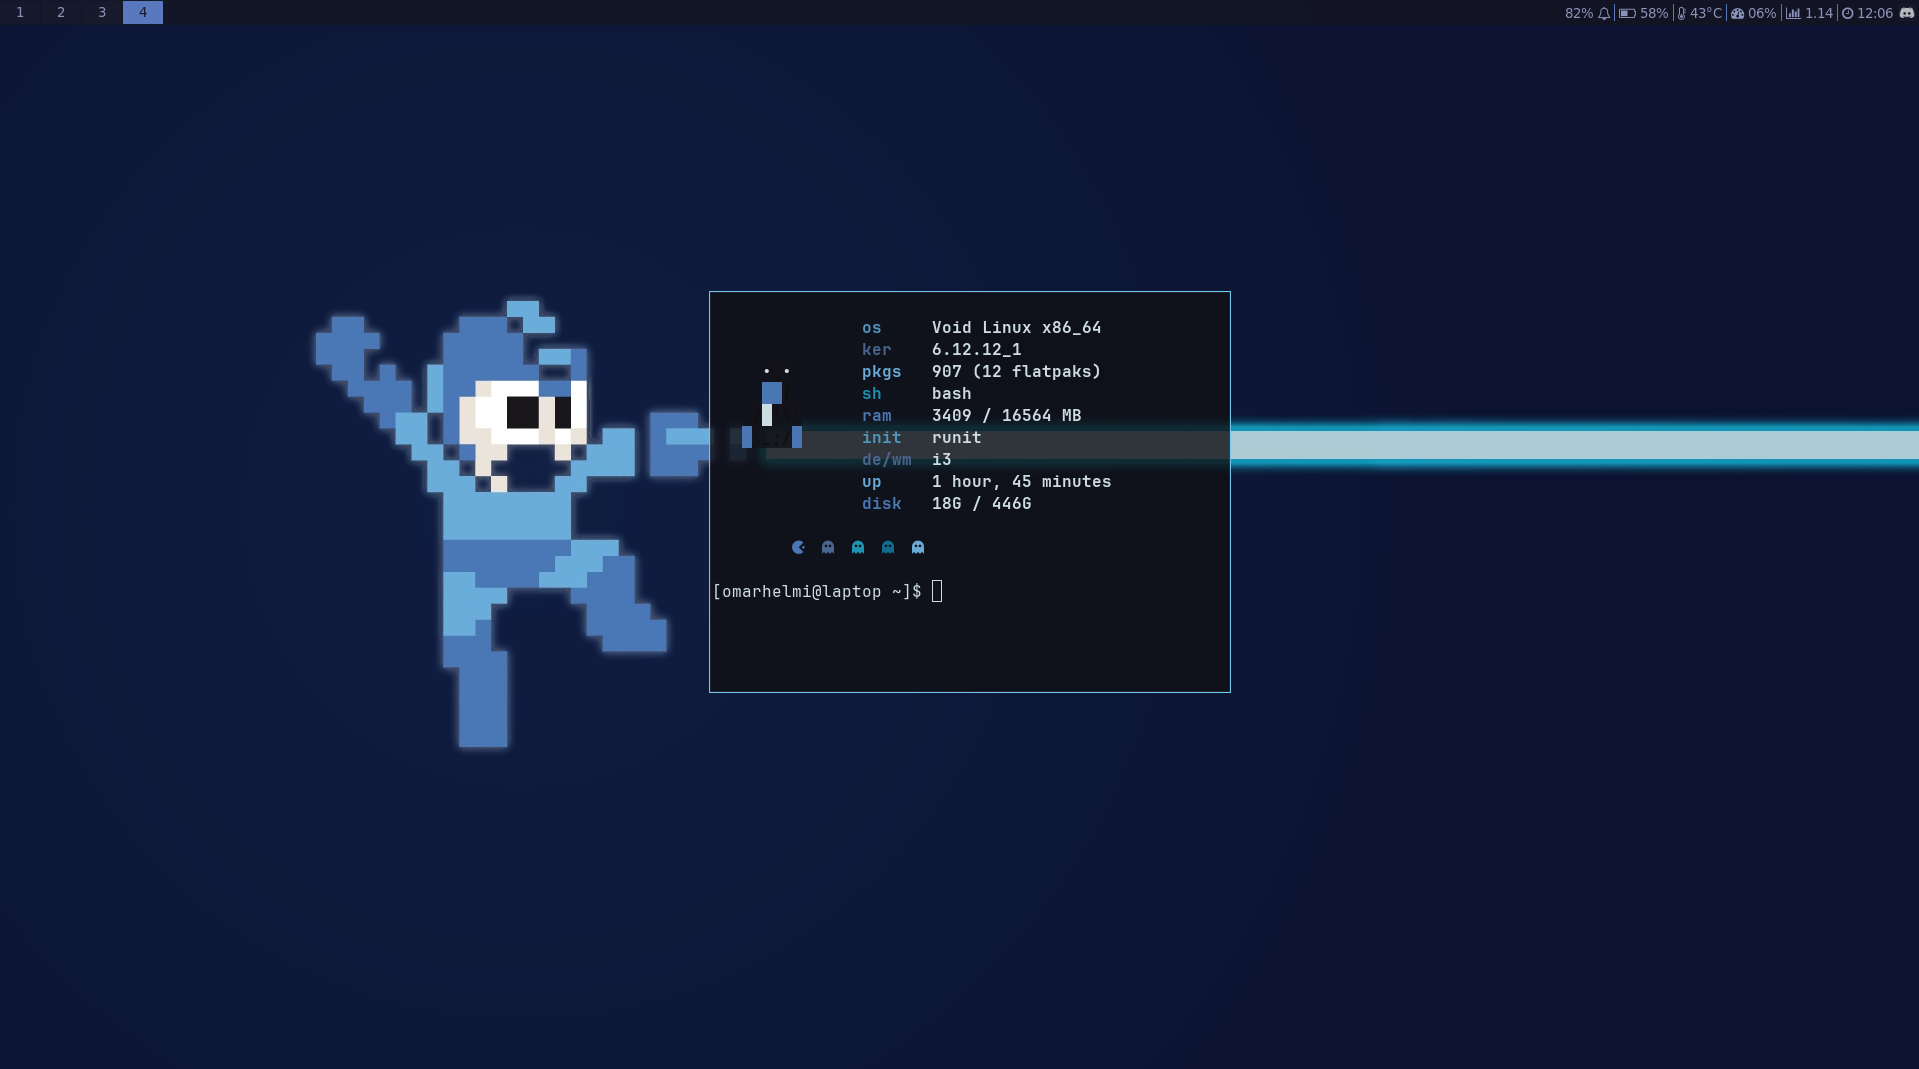 1 2 3 4
82% 58% 43°C 06% 1.14 12:06
os Void Linux x86_64
ker 6.12.12_1
pkgs 907 (12 flatpaks)
sh bash
ram 3409 / 16564 MB
init runit
de/wm i3
up 1 hour, 45 minutes
disk 18G / 446G
[omarhelmi@laptop ~]$